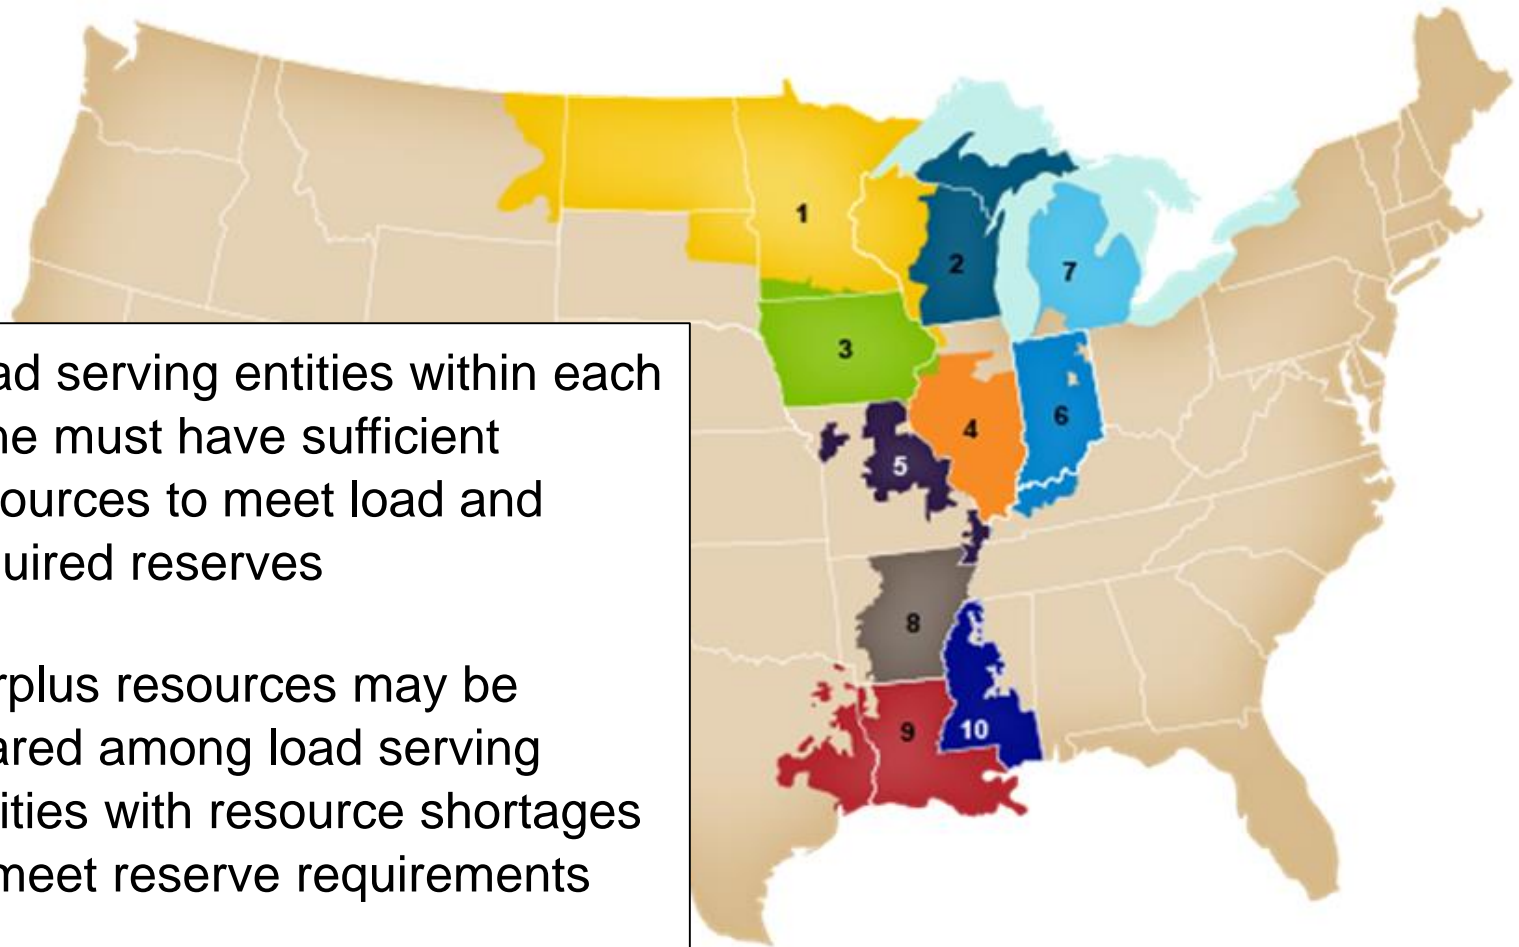 1
2
7
3
4
6
5
8
9
10
ad serving entities within each
ne must have sufficient
ources to meet load and
uired reserves
rplus resources may be
ared among load serving
ities with resource shortages
meet reserve requirements